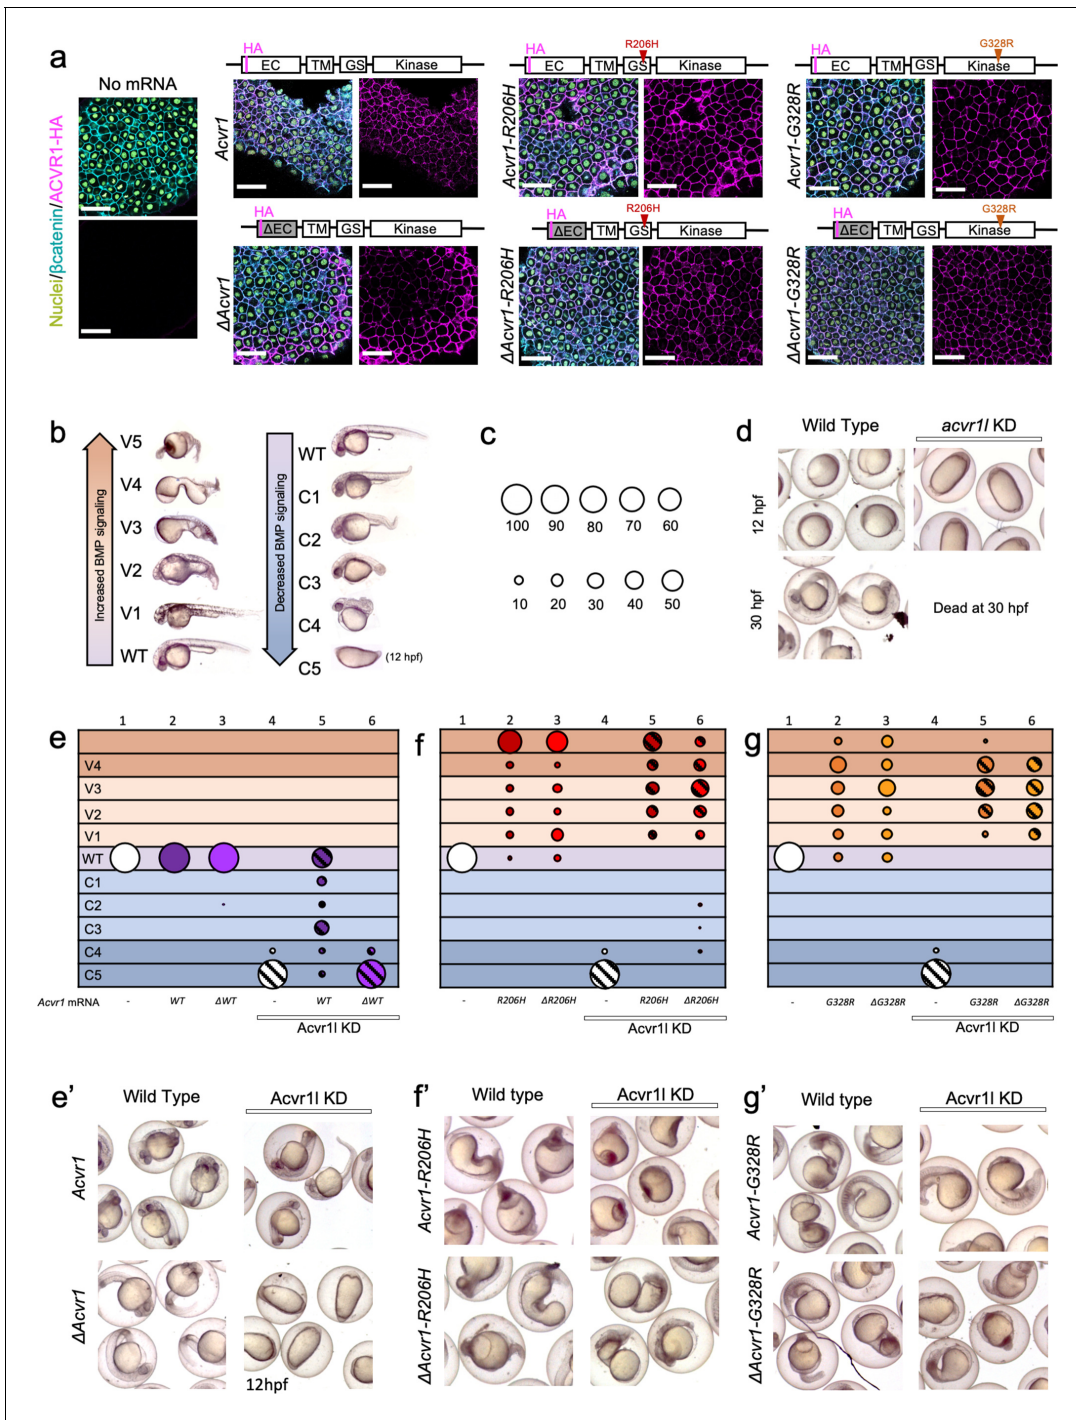 a
No mRNA
Nuclei/βcatenin/ACVR1-HA
HA
EC TM GS Kinase
Acvr1
HA
R206H
EC TM GS Kinase
Acvr1-R206H
HA
G328R
EC TM GS Kinase
Acvr1-G328R
HA
ΔEC TM GS Kinase
ΔAcvr1
HA
R206H
ΔEC TM GS Kinase
ΔAcvr1-R206H
HA
G328R
ΔEC TM GS Kinase
ΔAcvr1-G328R
b
Increased BMP signaling
V5
V4
V3
V2
V1
WT
Decreased BMP signaling
WT
C1
C2
C3
C4
C5 (12 hpf)
c
100 90 80 70 60
10 20 30 40 50
d
Wild Type acvr1l KD
12 hpf
30 hpf
Dead at 30 hpf
e
1 2 3 4 5 6
V4
V3
V2
V1
WT
C1
C2
C3
C4
C5
Acvr1 mRNA - WT ΔWT - WT ΔWT
Acvr1l KD
f
1 2 3 4 5 6
- R206H ΔR206H - R206H ΔR206H
Acvr1l KD
g
1 2 3 4 5 6
- G328R ΔG328R - G328R ΔG328R
Acvr1l KD
e’
Wild Type Acvr1l KD
Acvr1
ΔAcvr1
12hpf
f’
Wild type Acvr1l KD
Acvr1-R206H
ΔAcvr1-R206H
g’
Wild type Acvr1l KD
Acvr1-G328R
ΔAcvr1-G328R